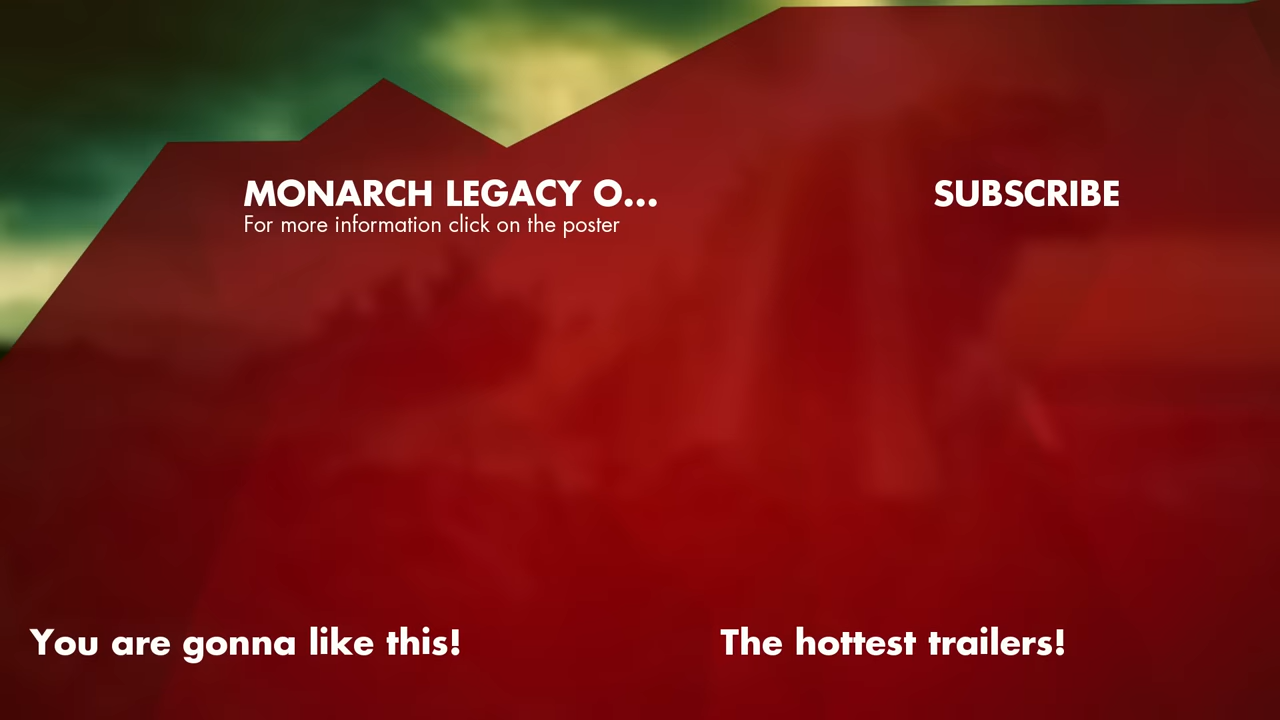 MONARCH LEGACY O...
For more information click on the poster
SUBSCRIBE
You are gonna like this!
The hottest trailers!